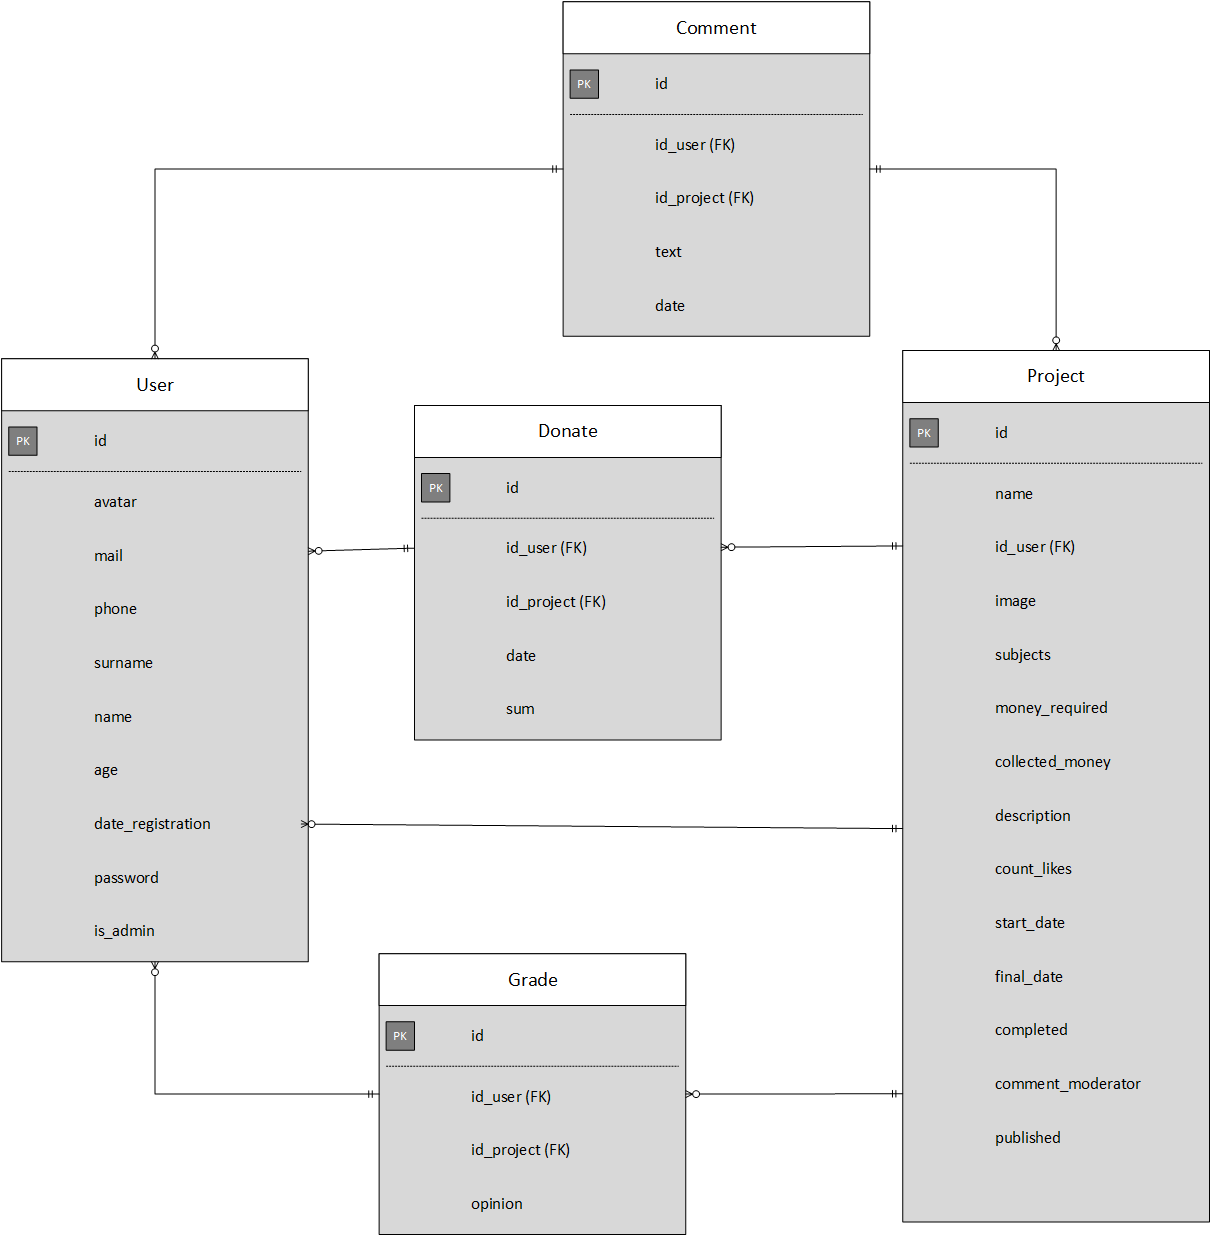 Comment
PK id
id_user (FK)
id_project (FK)
text
date
User
PK id
avatar
mail
phone
surname
name
age
date_registration
password
is_admin
Donate
PK id
id_user (FK)
id_project (FK)
date
sum
Project
PK id
name
id_user (FK)
image
subjects
money_required
collected_money
description
count_likes
start_date
final_date
completed
comment_moderator
published
Grade
PK id
id_user (FK)
id_project (FK)
opinion